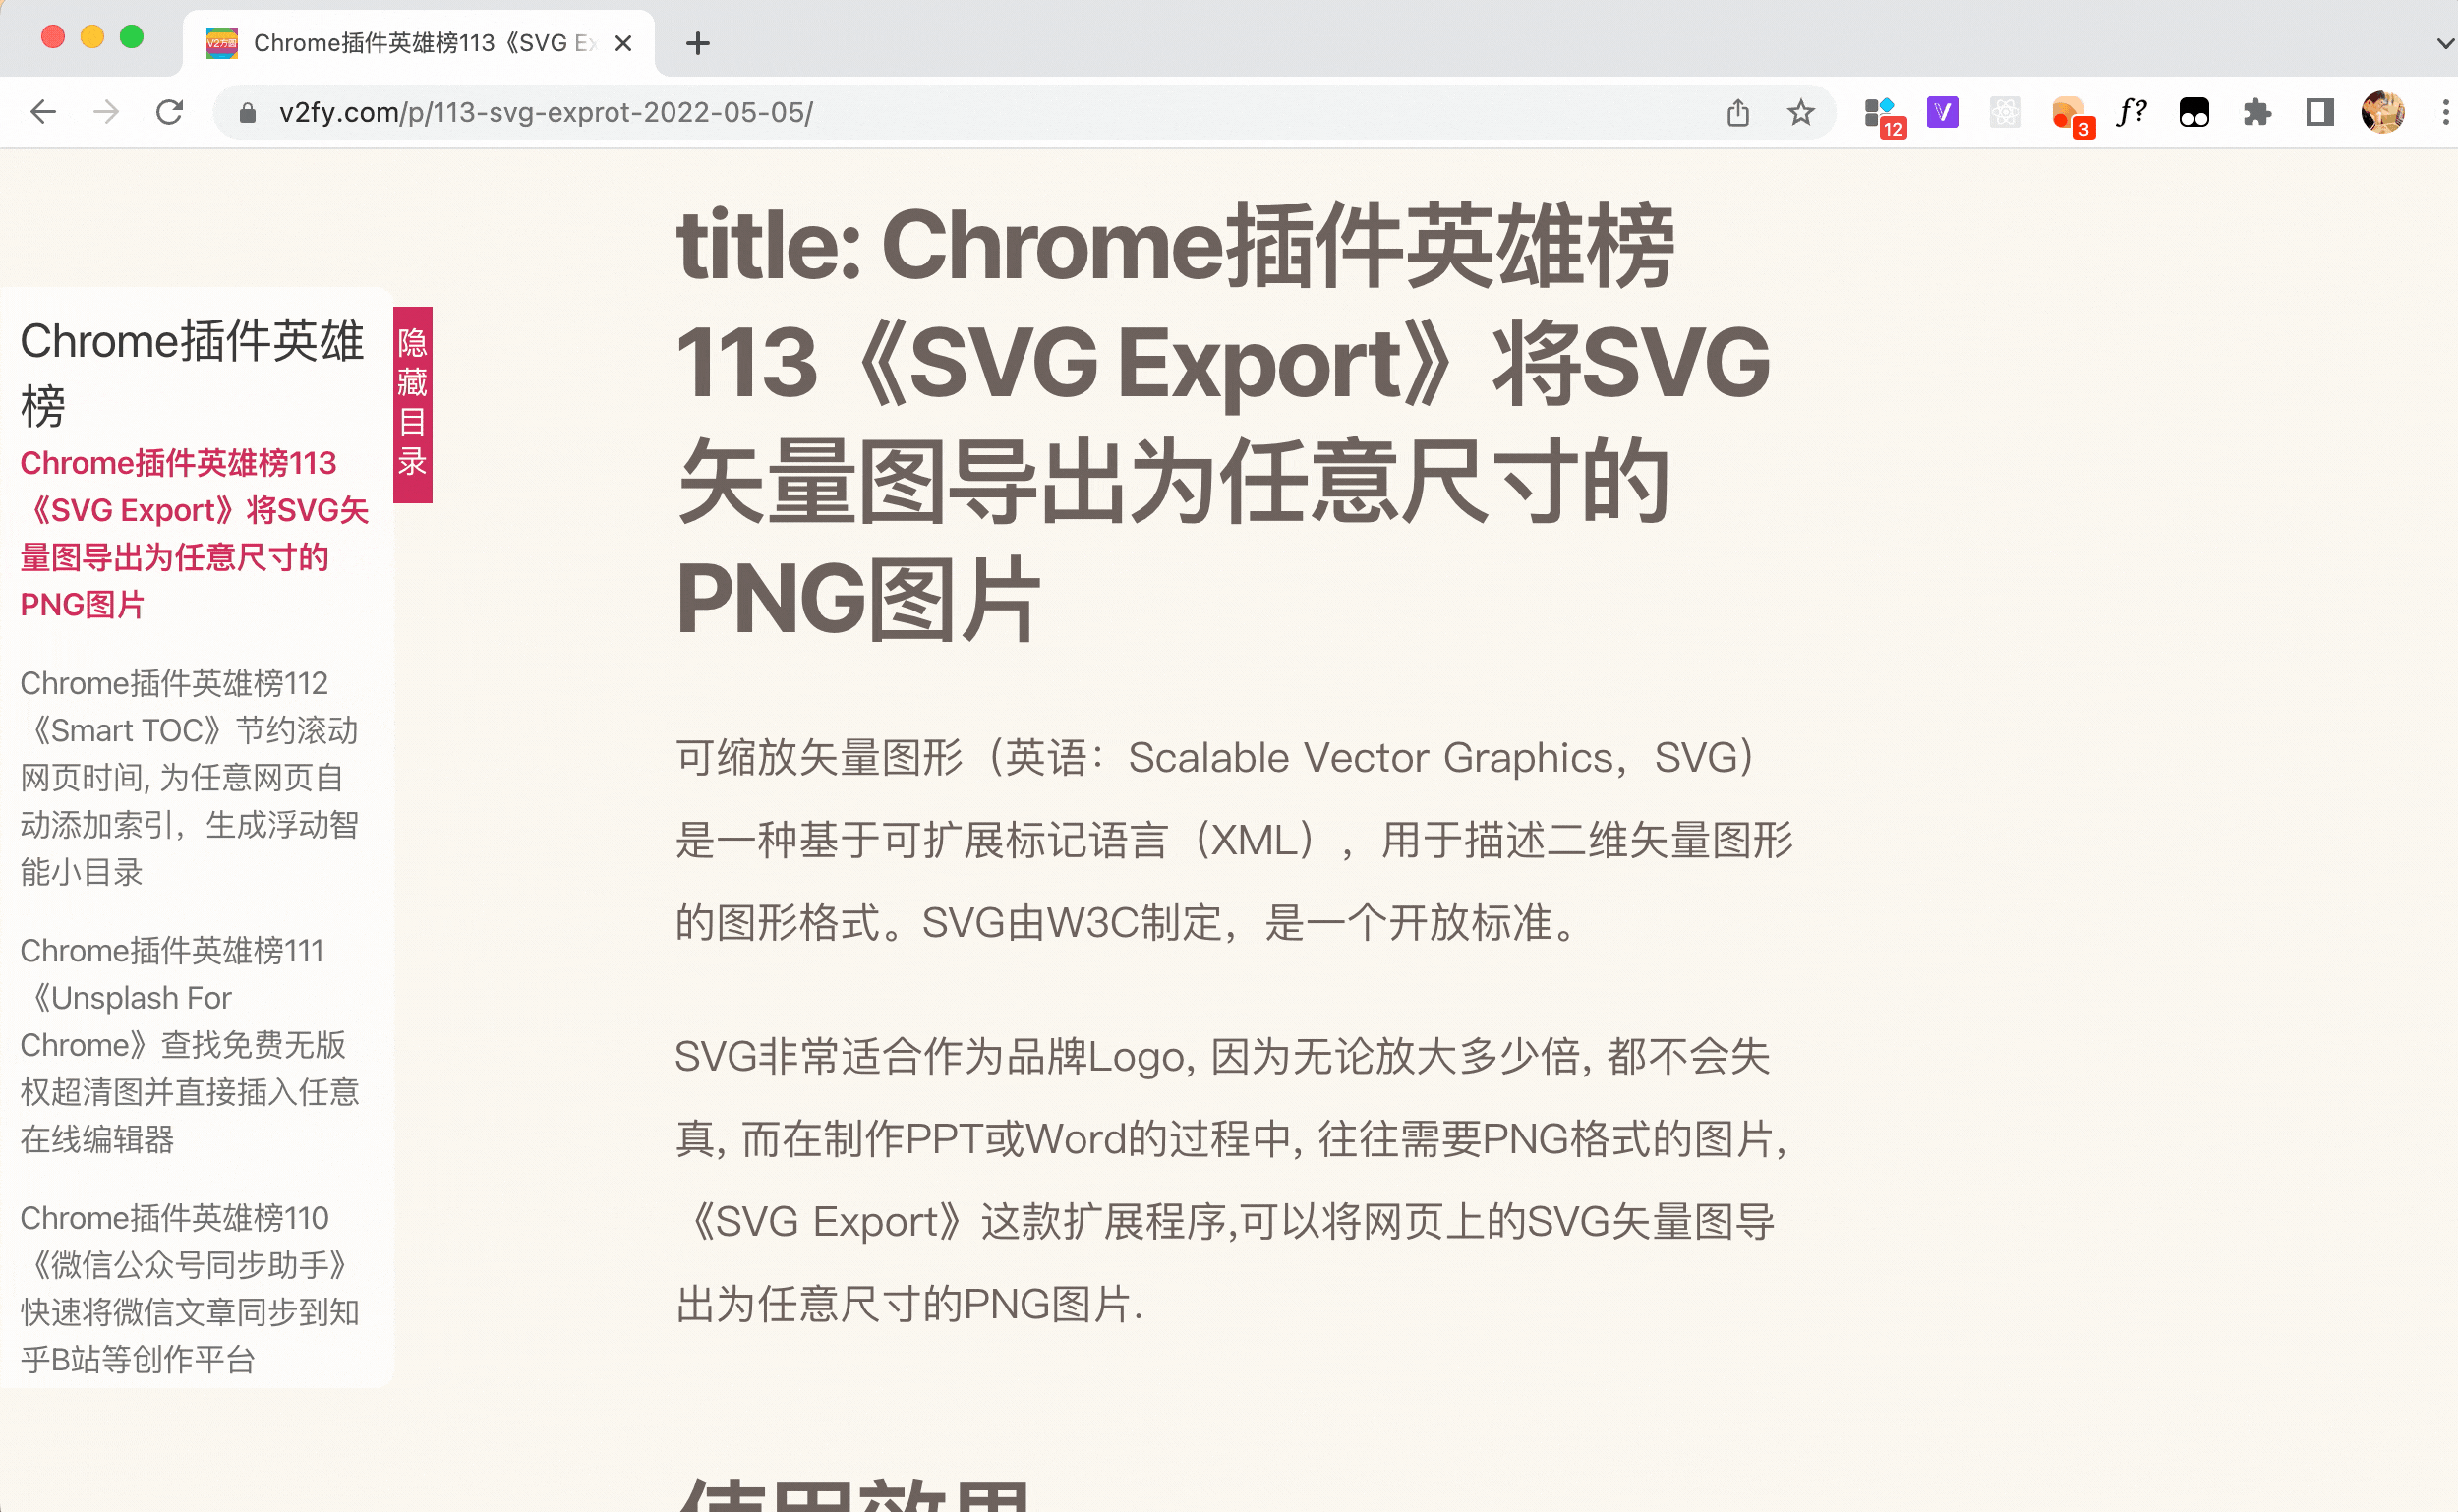 V2方圆
Chrome插件英雄榜113《SVG Ex
v2fy.com/p/113-svg-exprot-2022-05-05/
12
3
f?
Chrome插件英雄
榜
Chrome插件英雄榜113
《SVG Export》将SVG矢
量图导出为任意尺寸的
PNG图片
Chrome插件英雄榜112
《Smart TOC》节约滚动
网页时间, 为任意网页自
动添加索引，生成浮动智
能小目录
Chrome插件英雄榜111
《Unsplash For
Chrome》查找免费无版
权超清图并直接插入任意
在线编辑器
Chrome插件英雄榜110
《微信公众号同步助手》
快速将微信文章同步到知
乎B站等创作平台
隐
藏
目
录
title: Chrome插件英雄榜
113《SVG Export》将SVG
矢量图导出为任意尺寸的
PNG图片
可缩放矢量图形（英语：Scalable Vector Graphics，SVG）
是一种基于可扩展标记语言（XML），用于描述二维矢量图形
的图形格式。SVG由W3C制定，是一个开放标准。
SVG非常适合作为品牌Logo, 因为无论放大多少倍, 都不会失
真, 而在制作PPT或Word的过程中, 往往需要PNG格式的图片,
《SVG Export》这款扩展程序,可以将网页上的SVG矢量图导
出为任意尺寸的PNG图片.
使用效果